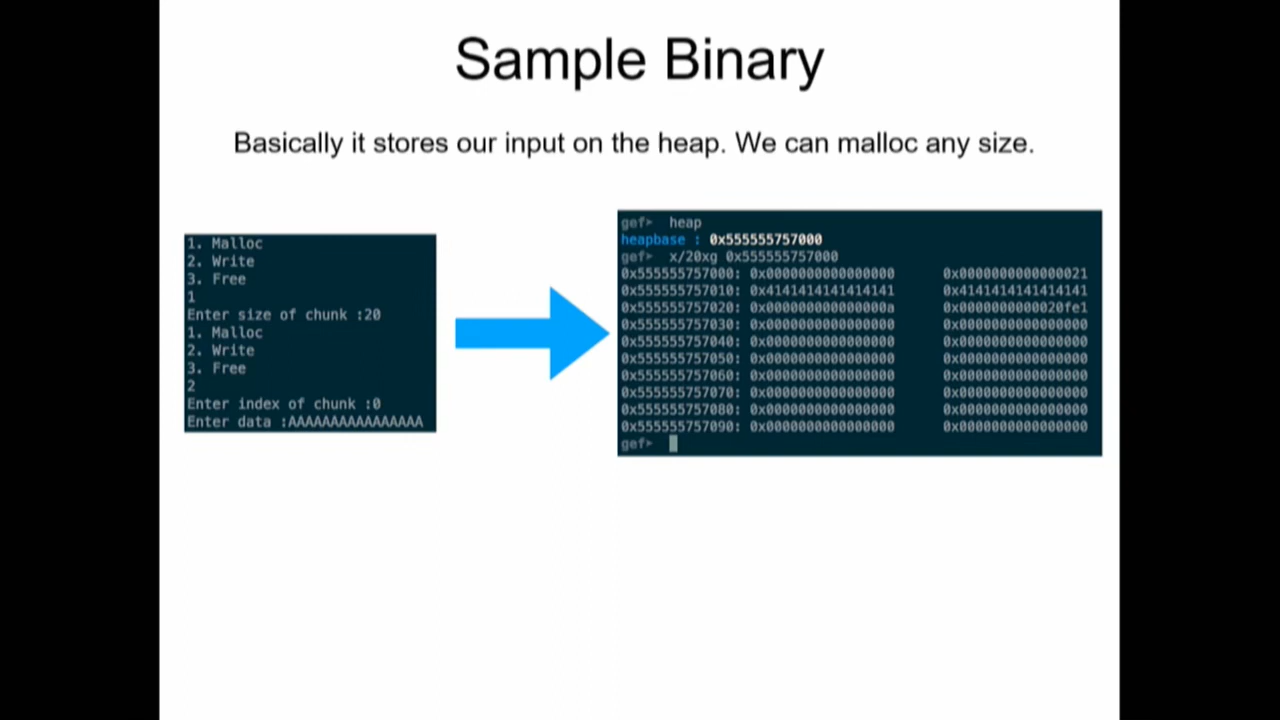 Sample Binary
Basically it stores our input on the heap. We can malloc any size.
1. Malloc
2. Write
3. Free
1
Enter size of chunk :20
1. Malloc
2. Write
3. Free
2
Enter index of chunk :0
Enter data :AAAAAAAAAAAAAAAA
gef➤ heap
heapbase : 0x555555757000
gef➤ x/20xg 0x555555757000
0x555555757000: 0x0000000000000000 0x0000000000000021
0x555555757010: 0x4141414141414141 0x4141414141414141
0x555555757020: 0x000000000000000a 0x0000000000020fe1
0x555555757030: 0x0000000000000000 0x0000000000000000
0x555555757040: 0x0000000000000000 0x0000000000000000
0x555555757050: 0x0000000000000000 0x0000000000000000
0x555555757060: 0x0000000000000000 0x0000000000000000
0x555555757070: 0x0000000000000000 0x0000000000000000
0x555555757080: 0x0000000000000000 0x0000000000000000
0x555555757090: 0x0000000000000000 0x0000000000000000
gef➤